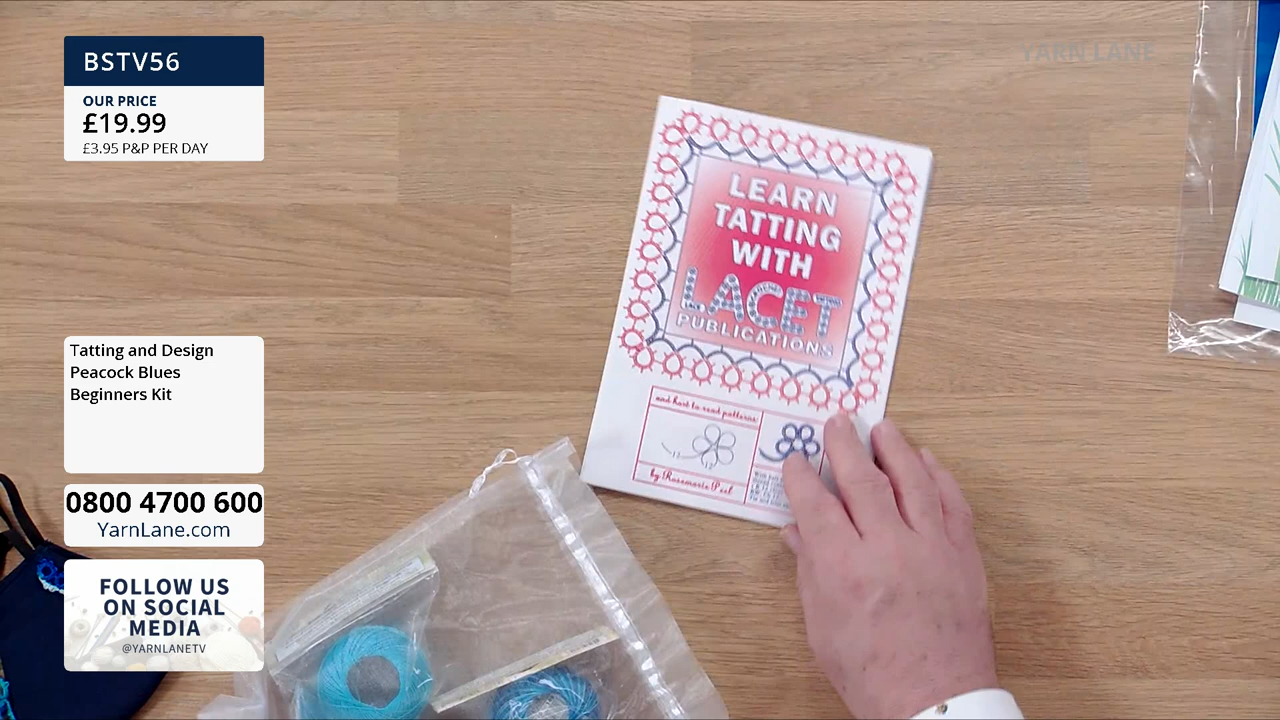 BSTV56
OUR PRICE
£19.99
£3.95 P&P PER DAY
Tatting and Design
Peacock Blues
Beginners Kit
0800 4700 600
YarnLane.com
FOLLOW US
ON SOCIAL
MEDIA
@YARNLANETV
YARN LANE
LEARN
TATTING
WITH
LACET
PUBLICATIONS
and how to read patterns
by Rosemarie Peel